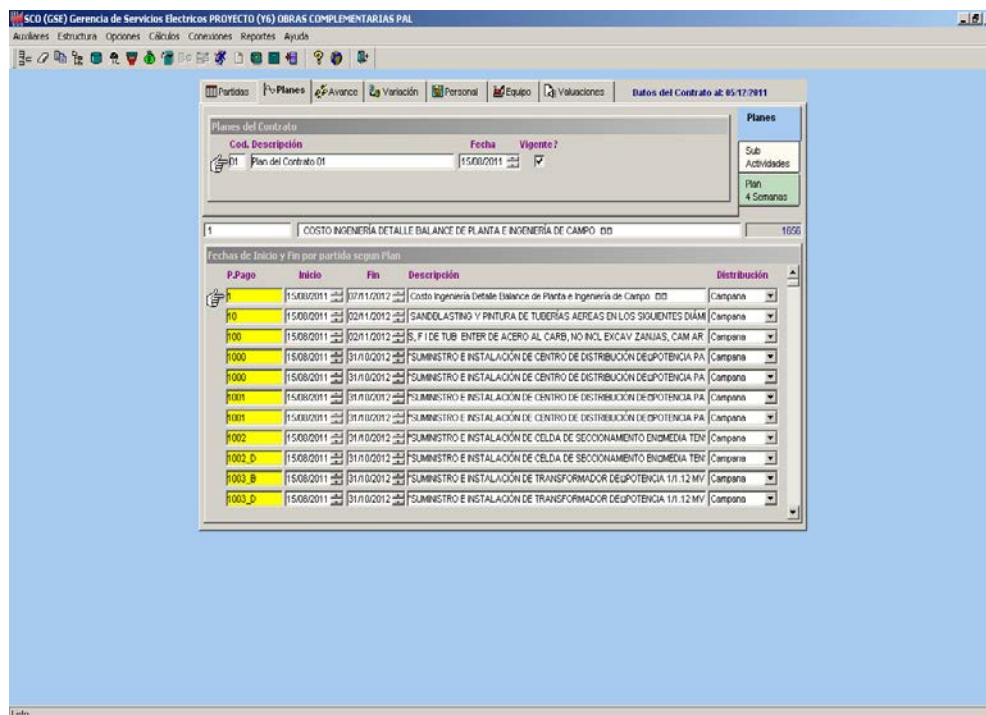 SCO (GSE) Gerencia de Servicios Electricos PROYECTO (Y6) OBRAS COMPLEMENTARIAS PAL
Auxiliares Estructura Opciones Cálculos Conexiones Reportes Ayuda
Partidas Planes Avance Variación Personal Equipo Valuaciones Datos del Contrato al: 05/12/2011
Planes del Contrato
Planes
Cod. Descripción Fecha Vigente?
01 Plan del Contrato 01 15/08/2011
Sub
Actividades
Plan
4 Semanas
1 COSTO INGENIERÍA DETALLE BALANCE DE PLANTA E INGENIERÍA DE CAMPO 1656
Fechas de Inicio y Fin por partida segun Plan
P.Pago Inicio Fin Descripción Distribución
1 15/08/2011 07/11/2012 Costo Ingeniería Detalle Balance de Planta e Ingeniería de Campo Campana
10 15/08/2011 02/11/2012 SANDBLASTING Y PINTURA DE TUBERÍAS AEREAS EN LOS SIGUIENTES DIÁM Campana
100 15/08/2011 02/11/2012 S, F I DE TUB ENTER DE ACERO AL CARB, NO INCL EXCAV ZANJAS, CAM AR Campana
1000 15/08/2011 31/10/2012 "SUMINISTRO E INSTALACIÓN DE CENTRO DE DISTRIBUCIÓN DE POTENCIA PA Campana
1000 15/08/2011 31/10/2012 "SUMINISTRO E INSTALACIÓN DE CENTRO DE DISTRIBUCIÓN DE POTENCIA PA Campana
1001 15/08/2011 31/10/2012 "SUMINISTRO E INSTALACIÓN DE CENTRO DE DISTRIBUCIÓN DE POTENCIA PA Campana
1001 15/08/2011 31/10/2012 "SUMINISTRO E INSTALACIÓN DE CENTRO DE DISTRIBUCIÓN DE POTENCIA PA Campana
1002 15/08/2011 31/10/2012 "SUMINISTRO E INSTALACIÓN DE CELDA DE SECCIONAMIENTO EN MEDIA TEN Campana
1002_D 15/08/2011 31/10/2012 "SUMINISTRO E INSTALACIÓN DE CELDA DE SECCIONAMIENTO EN MEDIA TEN Campana
1003_B 15/08/2011 31/10/2012 "SUMINISTRO E INSTALACIÓN DE TRANSFORMADOR DE POTENCIA 1/1.12 MV Campana
1003_D 15/08/2011 31/10/2012 "SUMINISTRO E INSTALACIÓN DE TRANSFORMADOR DE POTENCIA 1/1.12 MV Campana